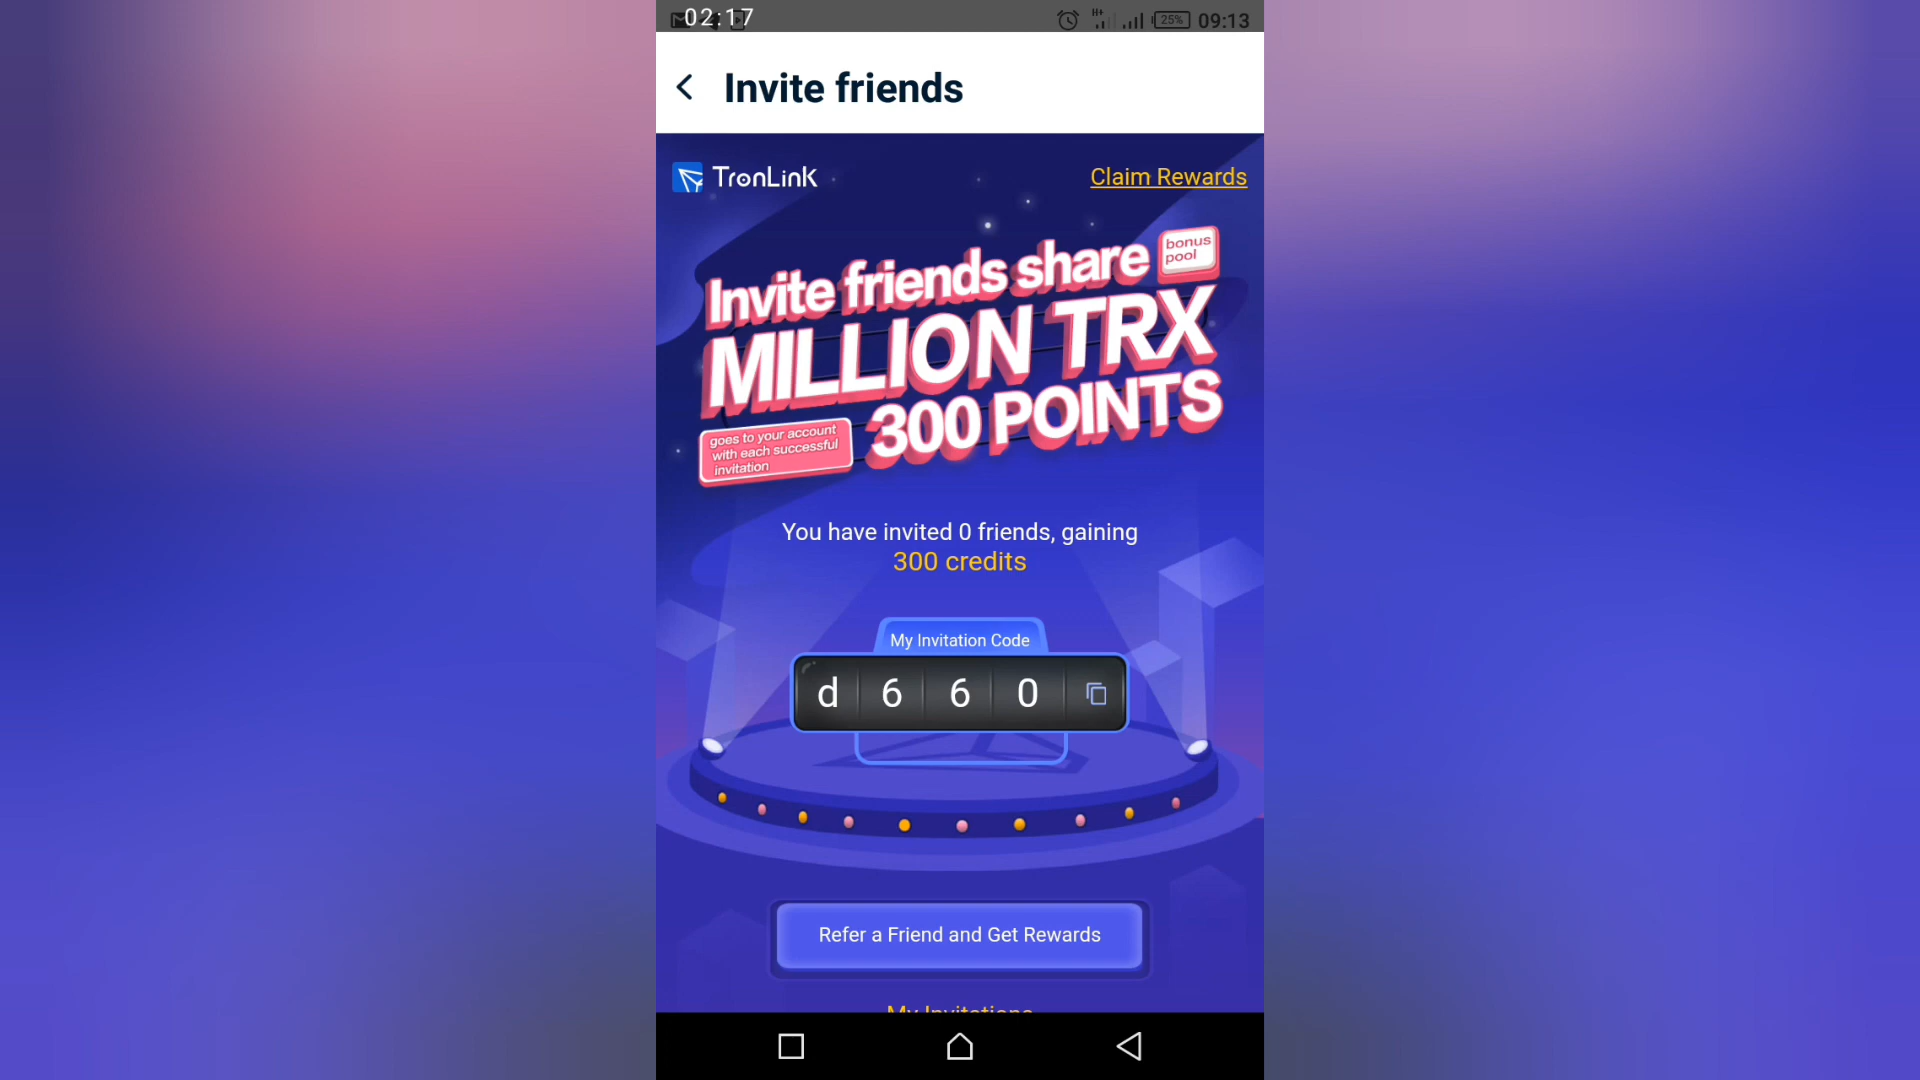 02:17
H+
25%
09:13
Invite friends
TronLink
Claim Rewards
Invite friends share
bonus
pool
MILLION TRX
goes to your account
with each successful
invitation
300 POINTS
You have invited 0 friends, gaining
300 credits
My Invitation Code
d 6 6 0
Refer a Friend and Get Rewards
My Invitations